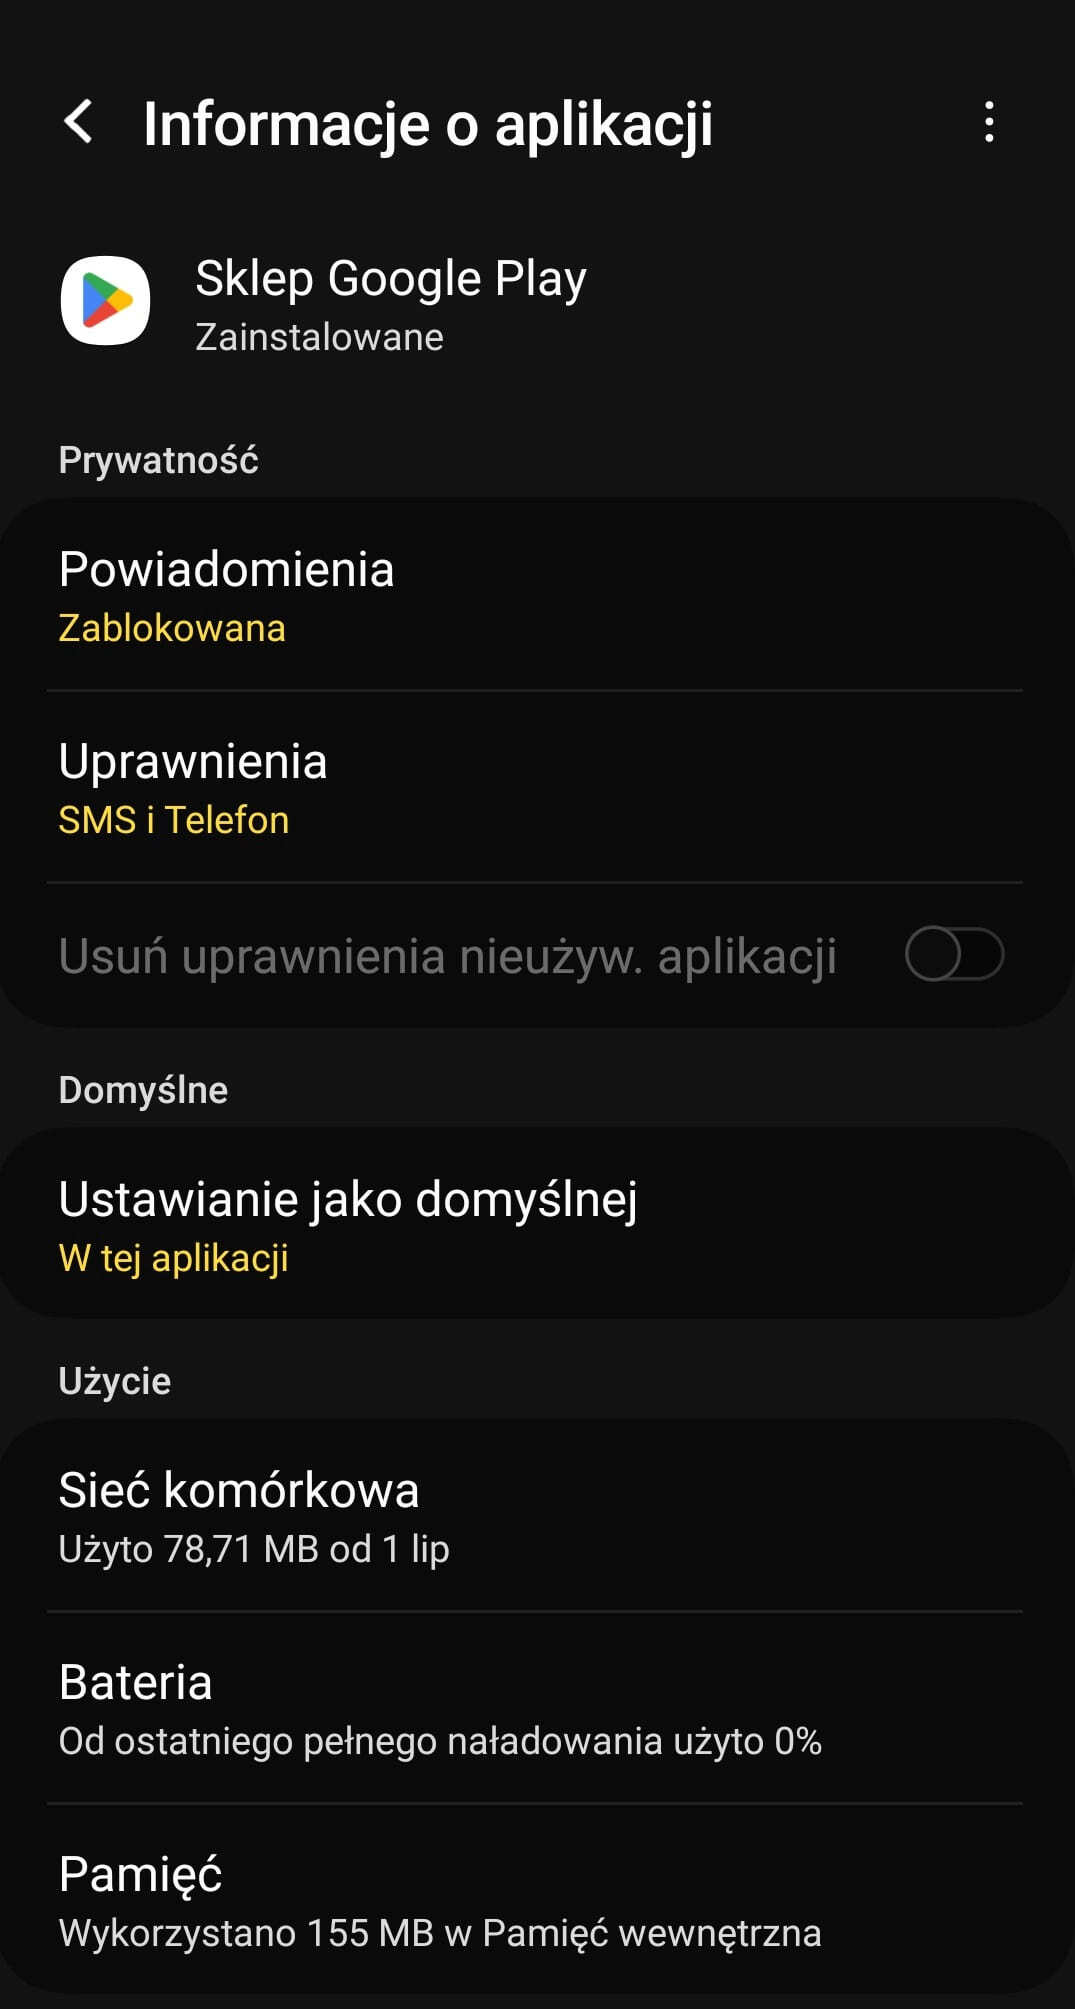 Informacje o aplikacji
Sklep Google Play
Zainstalowane
Prywatność
Powiadomienia
Zablokowana
Uprawnienia
SMS i Telefon
Usuń uprawnienia nieużyw. aplikacji
Domyślne
Ustawianie jako domyślnej
W tej aplikacji
Użycie
Sieć komórkowa
Użyto 78,71 MB od 1 lip
Bateria
Od ostatniego pełnego naładowania użyto 0%
Pamięć
Wykorzystano 155 MB w Pamięć wewnętrzna